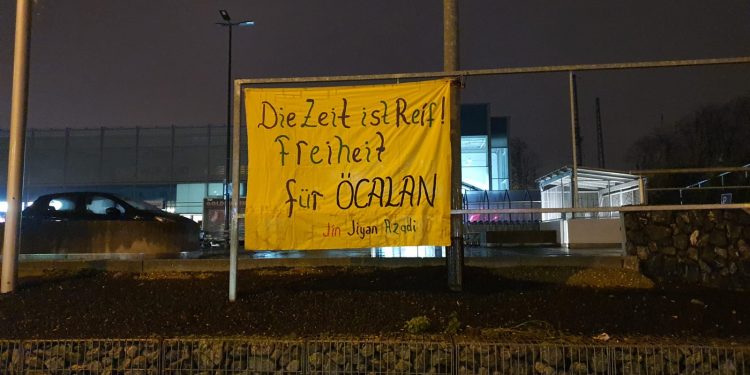 Die Zeit ist Reif!
Freiheit
für ÖCALAN
Jin Jiyan Azadi